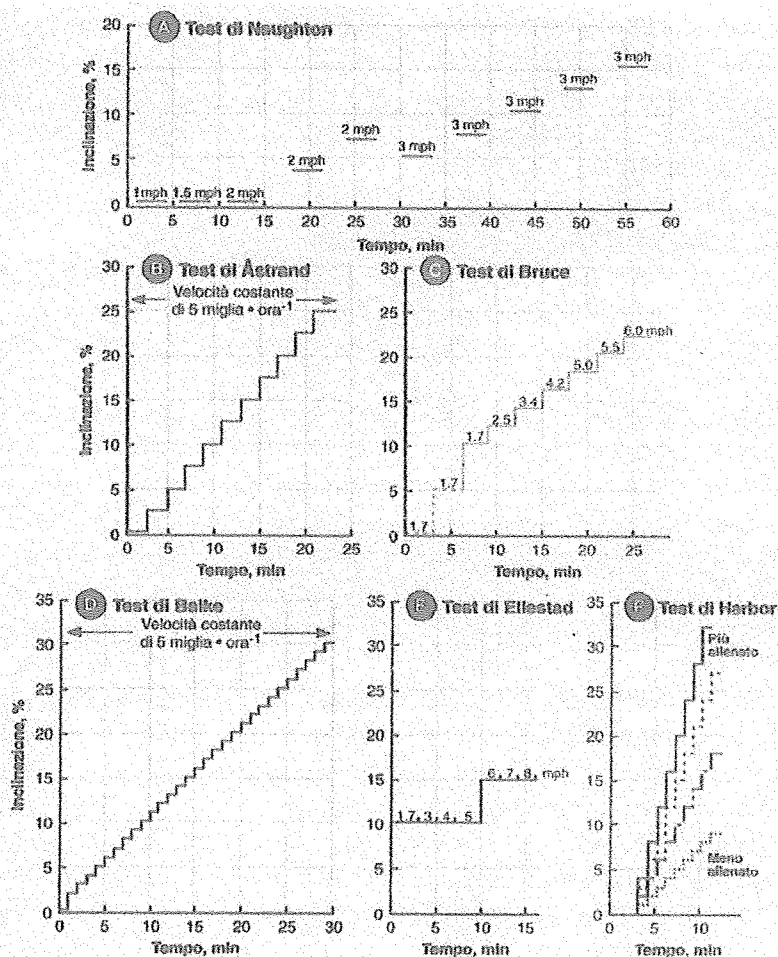 A Test di Naughton
Inclinazione, %
20
15
10
5
0
1 mph 1.5 mph 2 mph
2 mph
2 mph
3 mph
3 mph
3 mph
3 mph
3 mph
0 5 10 15 20 25 30 35 40 45 50 55 60
Tempo, min
B Test di Åstrand
Velocità costante
di 5 miglia • ora-1
Inclinazione, %
30
25
20
15
10
5
0
0 5 10 15 20 25
Tempo, min
C Test di Bruce
30
25
20
15
10
5
0
1.7
1.7
1.7
2.5
3.4
4.2
5.0
5.5
6.0 mph
0 5 10 15 20 25
Tempo, min
D Test di Balke
Velocità costante
di 5 miglia • ora-1
Inclinazione, %
35
30
25
20
15
10
5
0
0 5 10 15 20 25 30
Tempo, min
E Test di Ellestad
35
30
25
20
15
10
5
0
1.7, 3, 4, 5
6, 7, 8, mph
0 5 10 15
Tempo, min
F Test di Harbor
35
30
25
20
15
10
5
0
Più
allenato
Meno
allenato
0 5 10
Tempo, min